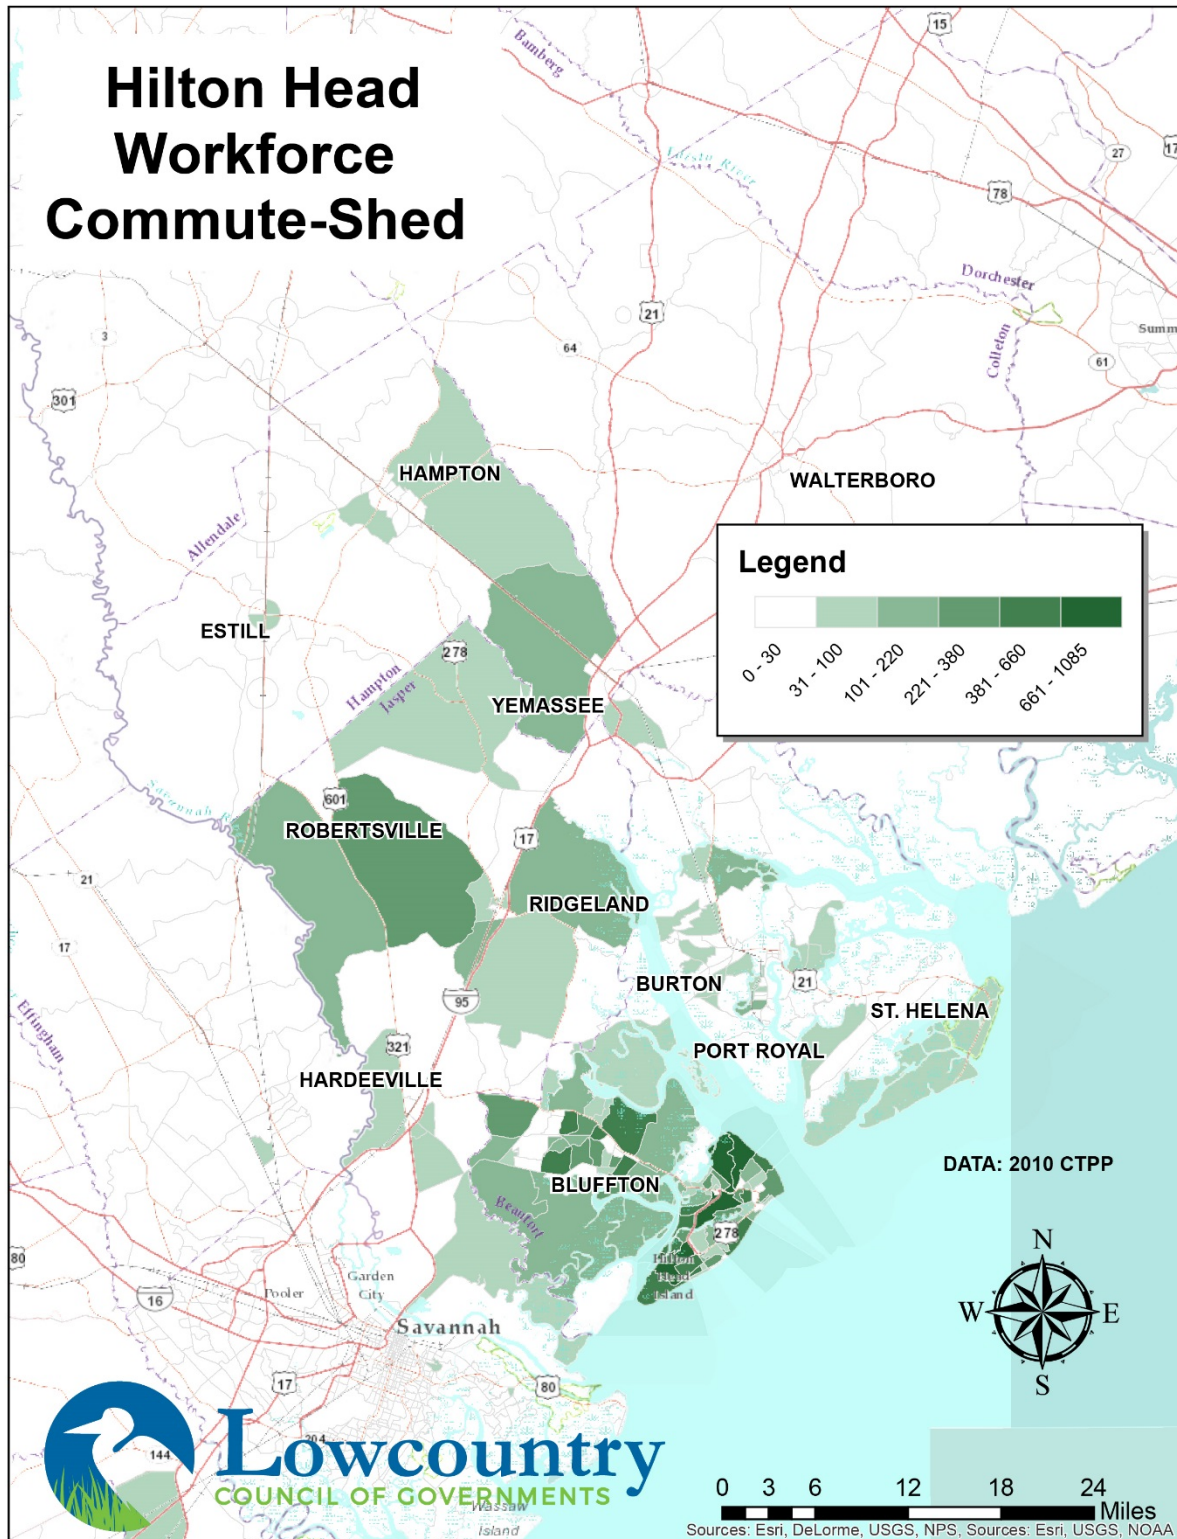 Hilton Head
Workforce
Commute-Shed
15
Bamberg
27
17
Edisto River
78
Dorchester
21
Summ
3
64
61
Colleton
301
HAMPTON
WALTERBORO
Allendale
Legend
0 - 30
31 - 100
101 - 220
221 - 380
381 - 660
661 - 1085
ESTILL
278
Hampton
Jasper
YEMASSEE
Savannah R
601
ROBERTSVILLE
17
21
RIDGELAND
17
BURTON
21
95
ST. HELENA
Effingham
321
PORT ROYAL
HARDEEVILLE
DATA: 2010 CTPP
BLUFFTON
Beaufort
278
Hilton
Head
Island
N
W
E
S
80
16
Pooler
Garden
City
Savannah
17
80
204
144
Lowcountry
COUNCIL OF GOVERNMENTS
Wassaw
Island
0 3 6 12 18 24
Miles
Sources: Esri, DeLorme, USGS, NPS, Sources: Esri, USGS, NOAA